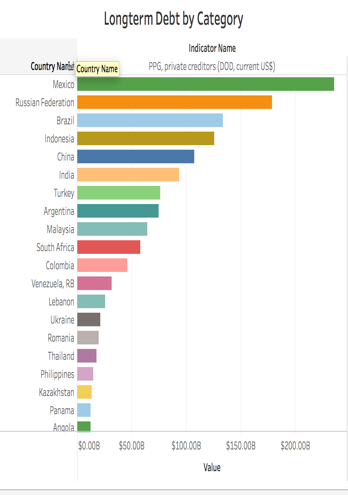 Longterm Debt by Category
Indicator Name
Country Name
Country Name
PPG, private creditors (DOD, current US$)
Mexico
Russian Federation
Brazil
Indonesia
China
India
Turkey
Argentina
Malaysia
South Africa
Colombia
Venezuela, RB
Lebanon
Ukraine
Romania
Thailand
Philippines
Kazakhstan
Panama
Angola
$0.00B $50.00B $100.00B $150.00B $200.00B
Value